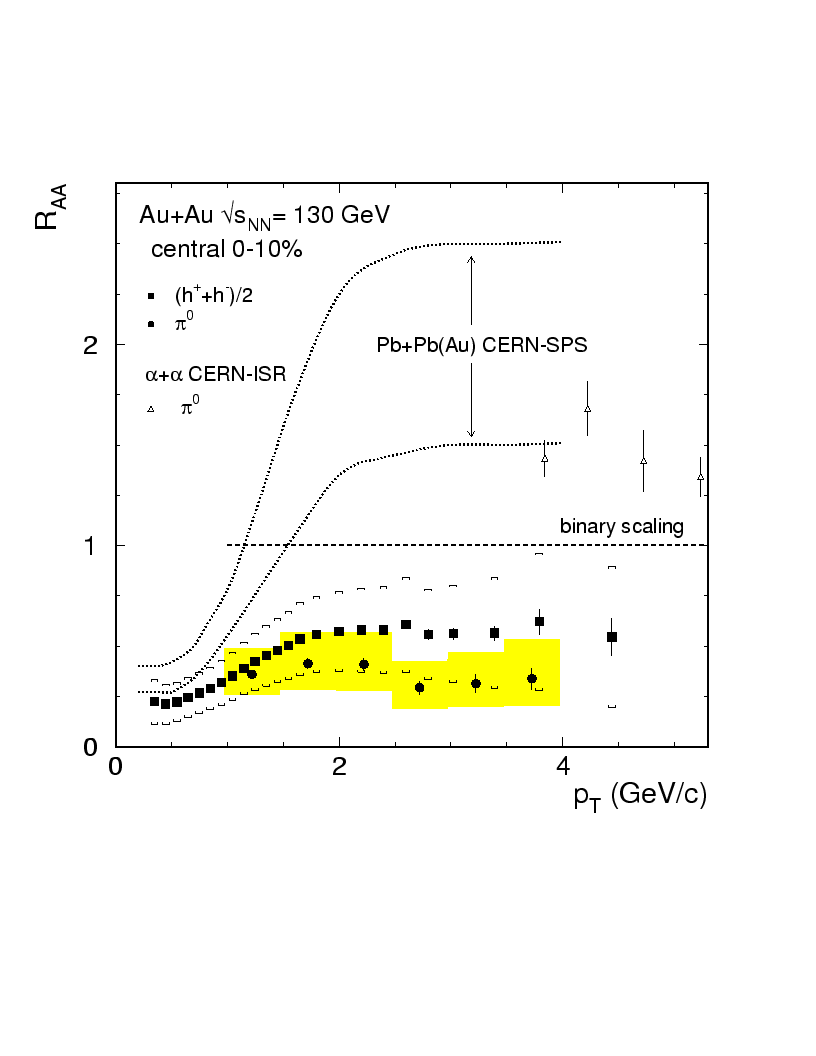 R_AA
Au+Au √s_NN= 130 GeV
central 0-10%
(h⁺+h⁻)/2
π⁰
α+α CERN-ISR
π⁰
Pb+Pb(Au) CERN-SPS
binary scaling
2
1
0
0 2 4
p_T (GeV/c)